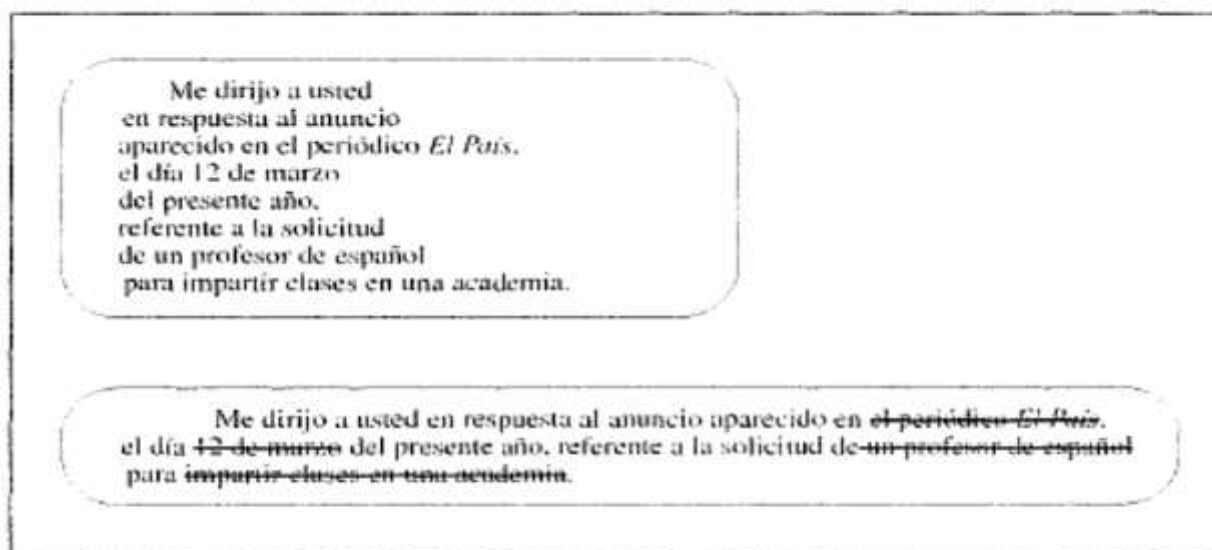 Me dirijo a usted
en respuesta al anuncio
aparecido en el periódico El País,
el día 12 de marzo
del presente año,
referente a la solicitud
de un profesor de español
para impartir clases en una academia.
Me dirijo a usted en respuesta al anuncio aparecido en el periódico El País,
el día 12 de marzo del presente año, referente a la solicitud de un profesor de español
para impartir clases en una academia.